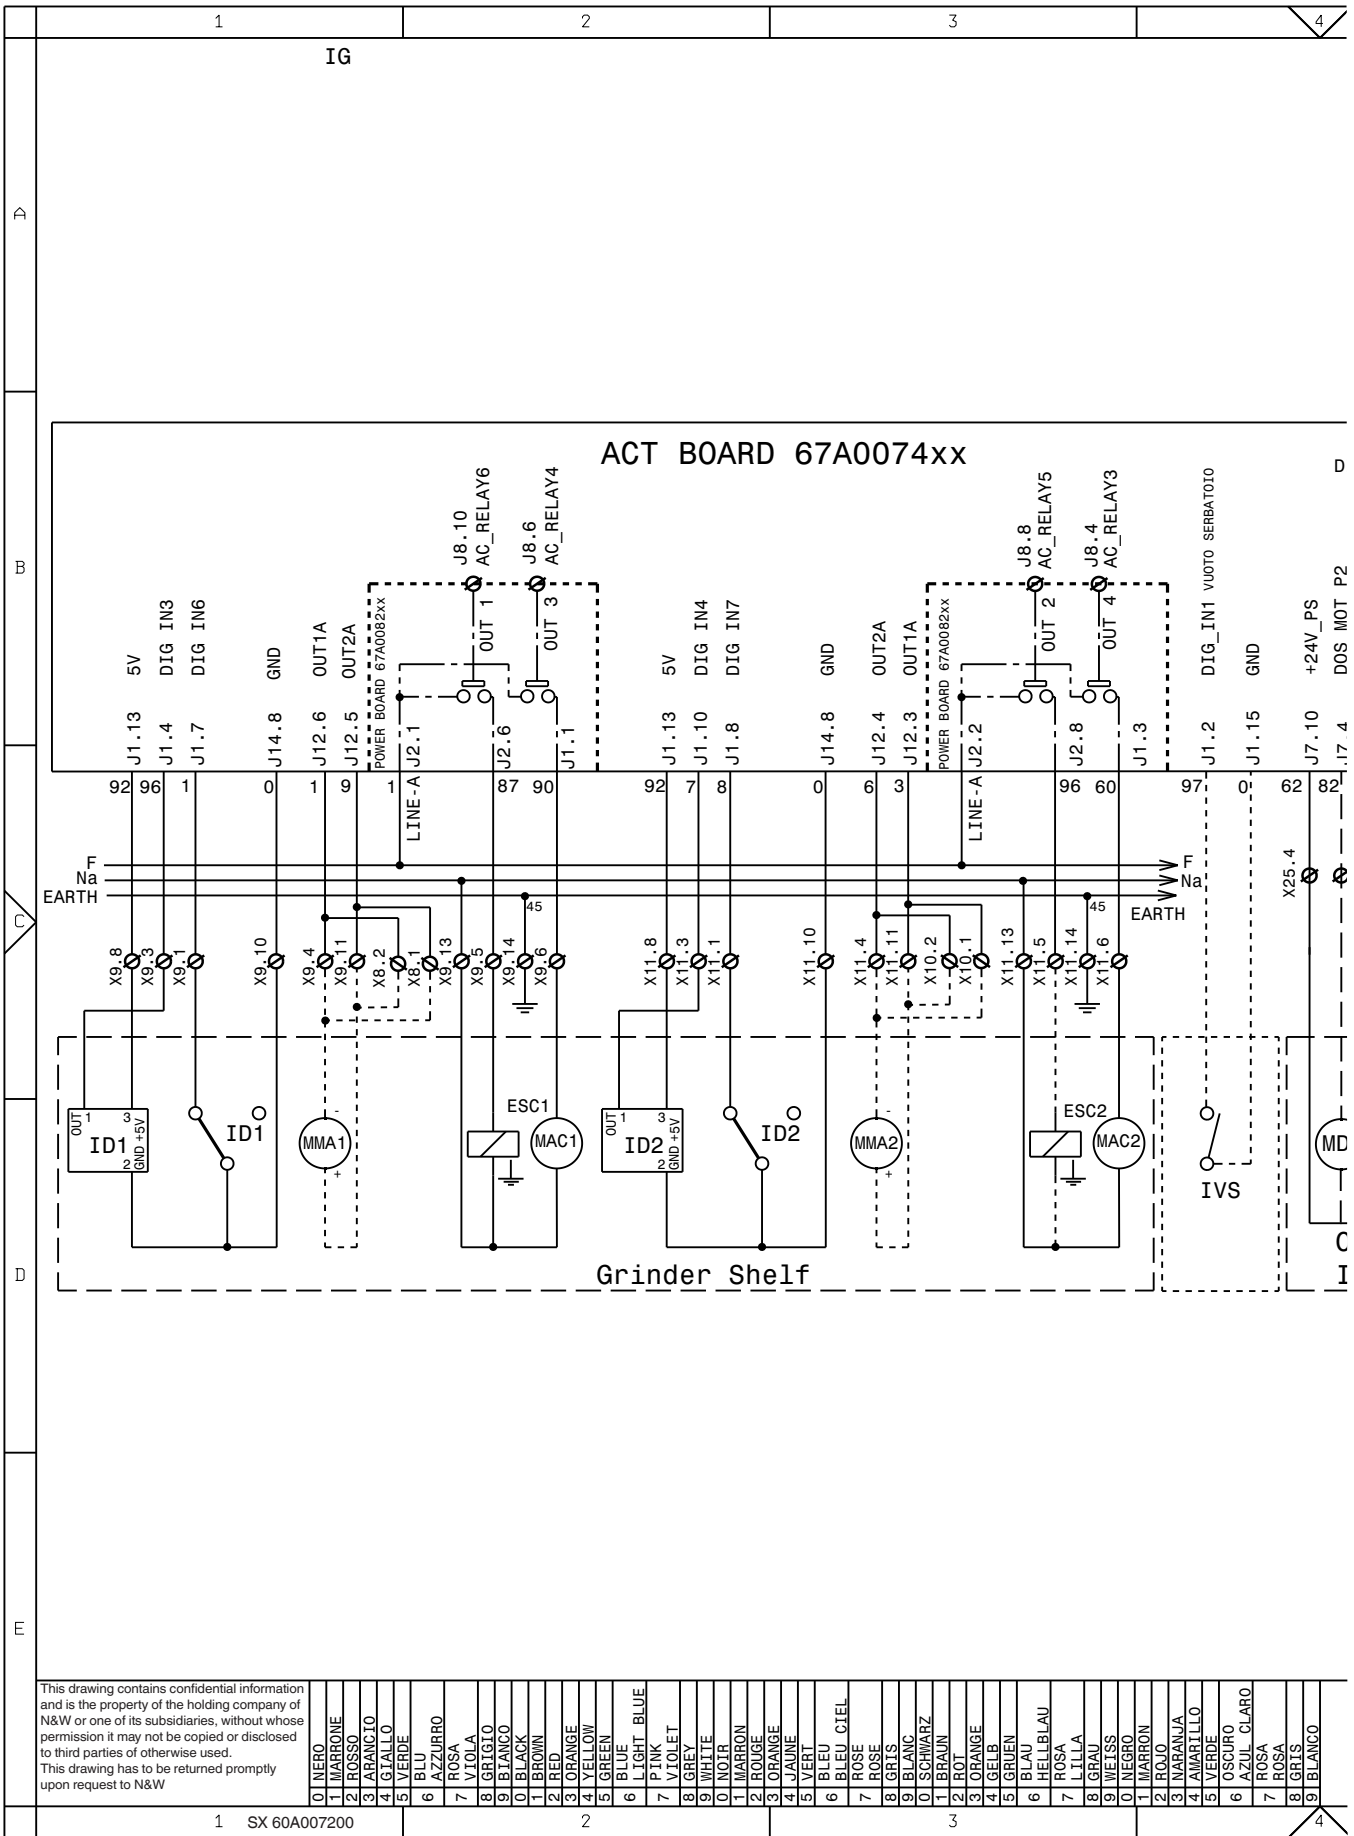 1 2 3 4
IG
A
B
C
D
E
ACT BOARD 67A0074xx
D
J8.10
AC_RELAY6
J8.6
AC_RELAY4
J8.8
AC_RELAY5
J8.4
AC_RELAY3
POWER BOARD 67A0082xx
OUT 1
OUT 3
POWER BOARD 67A0082xx
OUT 2
OUT 4
J1.13 5V
J1.4 DIG IN3
J1.7 DIG IN6
J14.8 GND
J12.6 OUT1A
J12.5 OUT2A
J2.1
J2.6
J1.1
J1.13 5V
J1.10 DIG IN4
J1.8 DIG IN7
J14.8 GND
J12.4 OUT2A
J12.3 OUT1A
J2.2
J2.8
J1.3
J1.2 DIG_IN1 VUOTO SERBATOIO
J1.15 GND
J7.10 +24V_PS
J7.4 DOS MOT P2
92 96 1 0 1 9 1 87 90 92 7 8 0 6 3 96 60 97 0 62 82
LINE-A
LINE-A
F
Na
EARTH
F
Na
EARTH
45
45
X25.4
X9.8
X9.3
X9.1
X9.10
X9.4
X9.11
X8.2
X8.1
X9.13
X9.5
X9.14
X9.6
X11.8
X11.3
X11.1
X11.10
X11.4
X11.11
X10.2
X10.1
X11.13
X11.5
X11.14
X11.6
OUT 1 3
+5V
ID1
2 GND
ID1
-
MMA1
+
ESC1
MAC1
OUT 1 3
+5V
ID2
2 GND
ID2
-
MMA2
+
ESC2
MAC2
IVS
MD
Grinder Shelf
This drawing contains confidential information
and is the property of the holding company of
N&W or one of its subsidiaries, without whose
permission it may not be copied or disclosed
to third parties of otherwise used.
This drawing has to be returned promptly
upon request to N&W
0 NERO
1 MARRONE
2 ROSSO
3 ARANCIO
4 GIALLO
5 VERDE
6 BLU
AZZURRO
7 ROSA
VIOLA
8 GRIGIO
9 BIANCO
0 BLACK
1 BROWN
2 RED
3 ORANGE
4 YELLOW
5 GREEN
6 BLUE
LIGHT BLUE
7 PINK
VIOLET
8 GREY
9 WHITE
0 NOIR
1 MARRON
2 ROUGE
3 ORANGE
4 JAUNE
5 VERT
6 BLEU
BLEU CIEL
7 ROSE
ROSE
8 GRIS
9 BLANC
0 SCHWARZ
1 BRAUN
2 ROT
3 ORANGE
4 GELB
5 GRUEN
6 BLAU
HELLBLAU
7 ROSA
LILLA
8 GRAU
9 WEISS
0 NEGRO
1 MARRON
2 ROJO
3 NARANJA
4 AMARILLO
5 VERDE
6 OSCURO
AZUL CLARO
7 ROSA
ROSA
8 GRIS
9 BLANCO
1 SX 60A007200 2 3 4